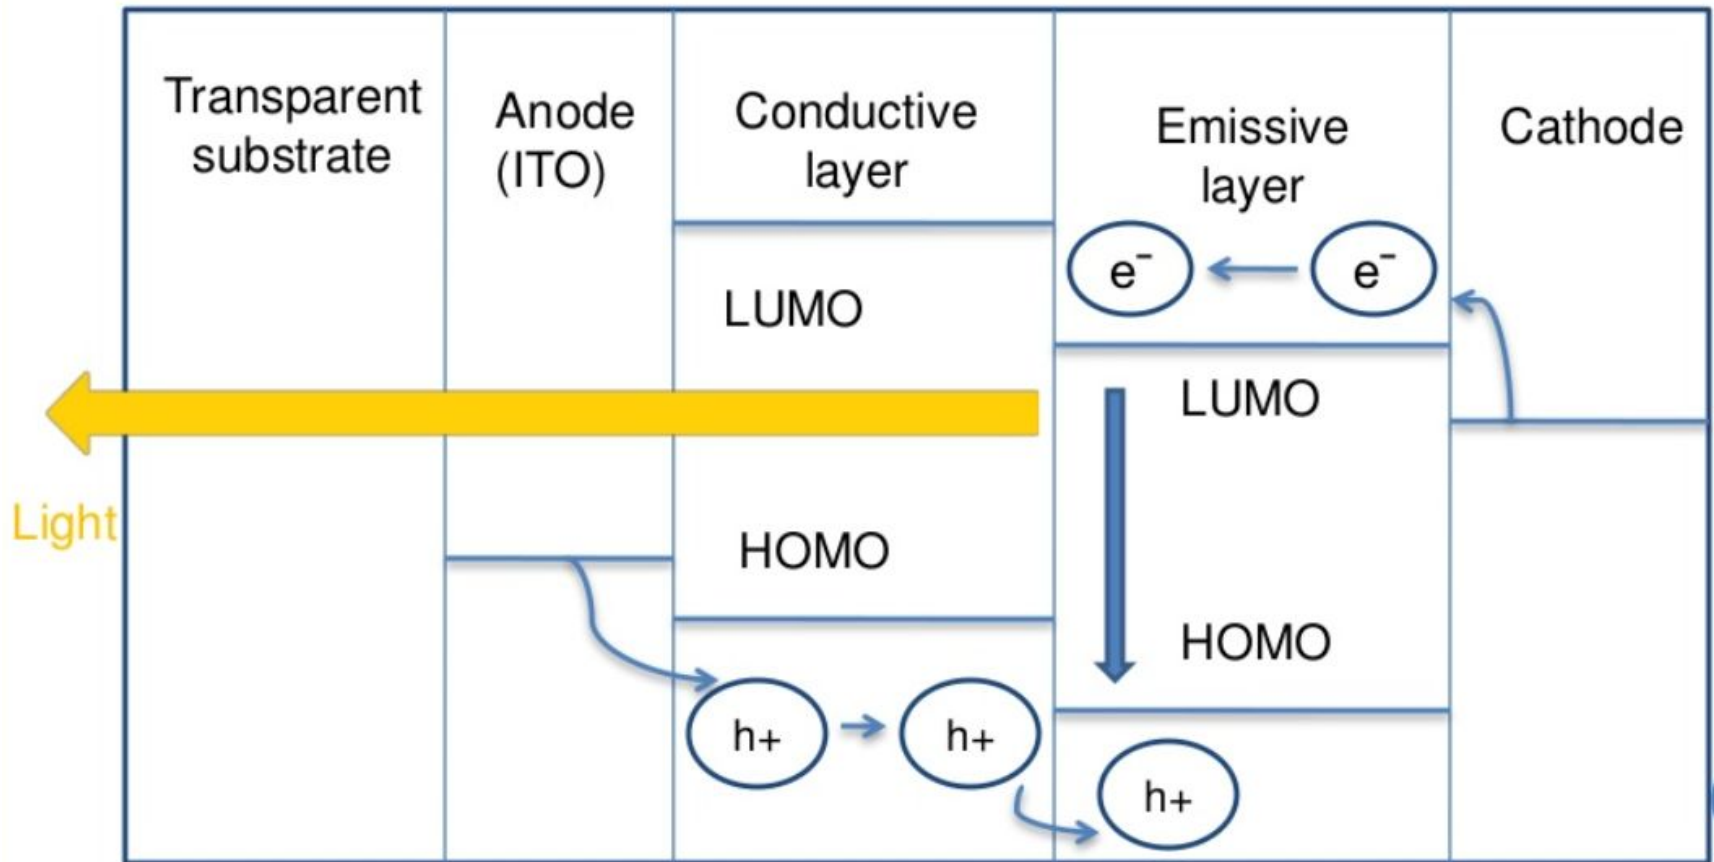 Transparent
substrate
Anode
(ITO)
Conductive
layer
Emissive
layer
Cathode
e⁻
e⁻
LUMO
LUMO
Light
HOMO
HOMO
h+
h+
h+